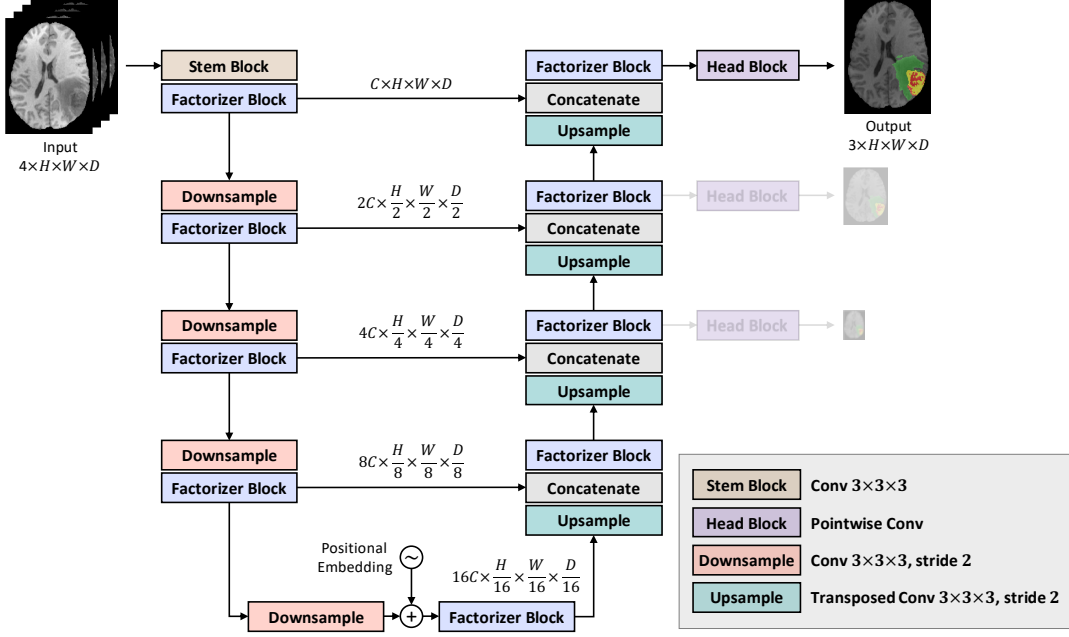 Input
4×H×W×D
Stem Block
Factorizer Block
C×H×W×D
Factorizer Block
Concatenate
Upsample
Head Block
Output
3×H×W×D
Downsample
Factorizer Block
2C×H/2×W/2×D/2
Factorizer Block
Concatenate
Upsample
Head Block
Downsample
Factorizer Block
4C×H/4×W/4×D/4
Factorizer Block
Concatenate
Upsample
Head Block
Downsample
Factorizer Block
8C×H/8×W/8×D/8
Factorizer Block
Concatenate
Upsample
Positional
Embedding
~
16C×H/16×W/16×D/16
Downsample
+
Factorizer Block
Stem Block Conv 3×3×3
Head Block Pointwise Conv
Downsample Conv 3×3×3, stride 2
Upsample Transposed Conv 3×3×3, stride 2